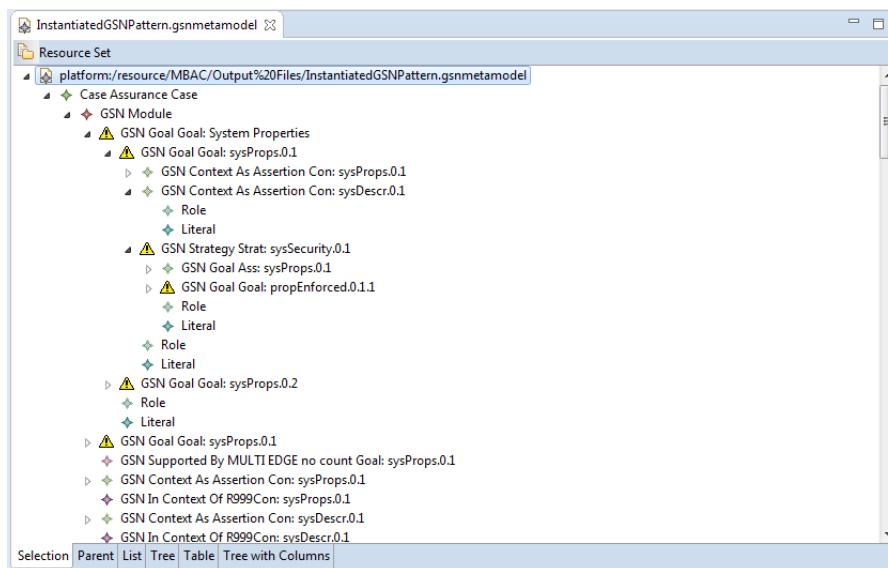 InstantiatedGSNPattern.gsnmetamodel
Resource Set
platform:/resource/MBAC/Output%20Files/InstantiatedGSNPattern.gsnmetamodel
Case Assurance Case
GSN Module
GSN Goal Goal: System Properties
GSN Goal Goal: sysProps.0.1
GSN Context As Assertion Con: sysProps.0.1
GSN Context As Assertion Con: sysDescr.0.1
Role
Literal
GSN Strategy Strat: sysSecurity.0.1
GSN Goal Ass: sysProps.0.1
GSN Goal Goal: propEnforced.0.1.1
Role
Literal
Role
Literal
GSN Goal Goal: sysProps.0.2
Role
Literal
GSN Goal Goal: sysProps.0.1
GSN Supported By MULTI EDGE no count Goal: sysProps.0.1
GSN Context As Assertion Con: sysProps.0.1
GSN In Context Of R999Con: sysProps.0.1
GSN Context As Assertion Con: sysDescr.0.1
GSN In Context Of R999Con: sysDescr.0.1
Selection Parent List Tree Table Tree with Columns